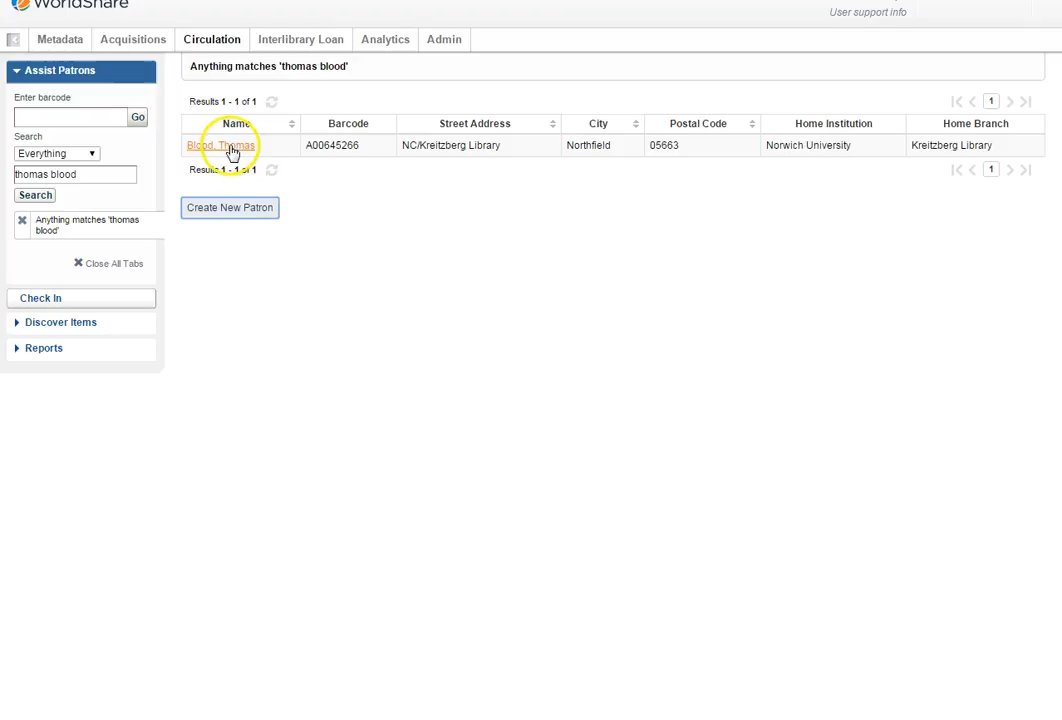 WorldShare
User support info
Metadata Acquisitions Circulation Interlibrary Loan Analytics Admin
Assist Patrons
Enter barcode
Go
Search
Everything
thomas blood
Search
Anything matches 'thomas
blood'
Close All Tabs
Check In
Discover Items
Reports
Anything matches 'thomas blood'
Results 1 - 1 of 1
1
Name Barcode Street Address City Postal Code Home Institution Home Branch
Blood, Thomas A00645266 NC/Kreitzberg Library Northfield 05663 Norwich University Kreitzberg Library
Results 1 - 1 of 1
1
Create New Patron